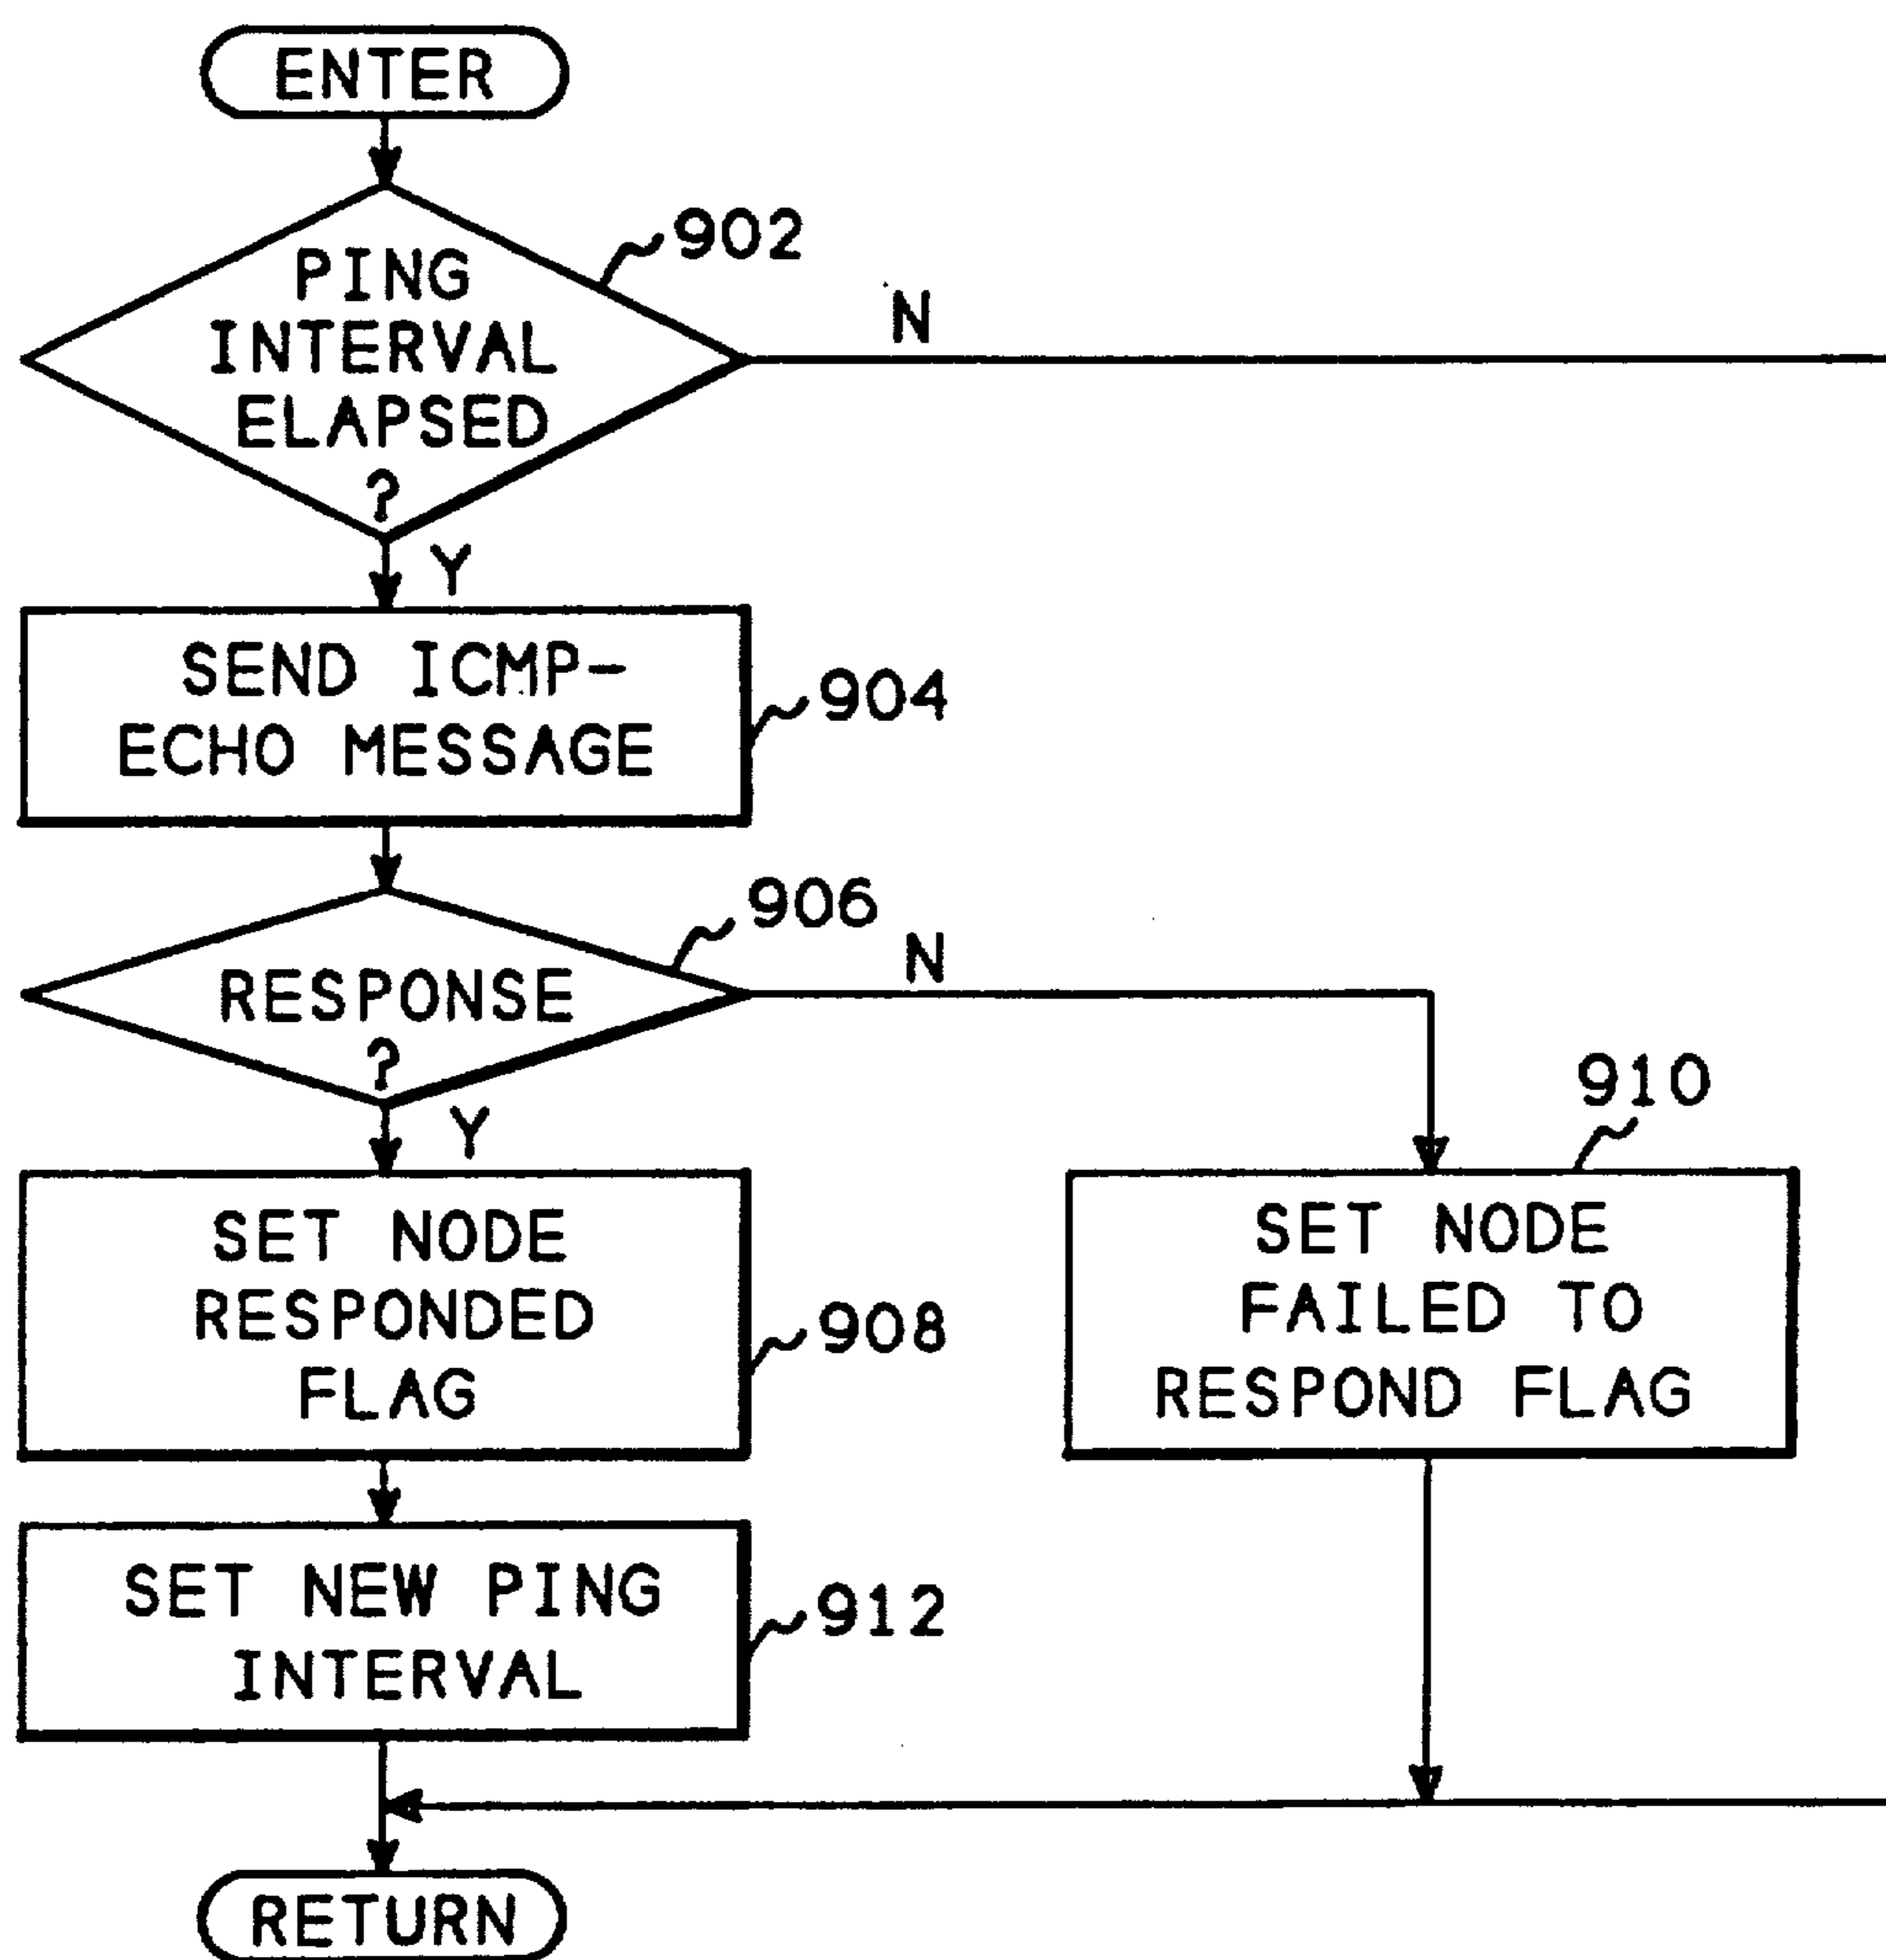 ENTER
902
PING
INTERVAL
ELAPSED
?
N
Y
SEND ICMP-
ECHO MESSAGE
904
906
RESPONSE
?
N
Y
910
SET NODE
RESPONDED
FLAG
908
SET NODE
FAILED TO
RESPOND FLAG
SET NEW PING
INTERVAL
912
RETURN